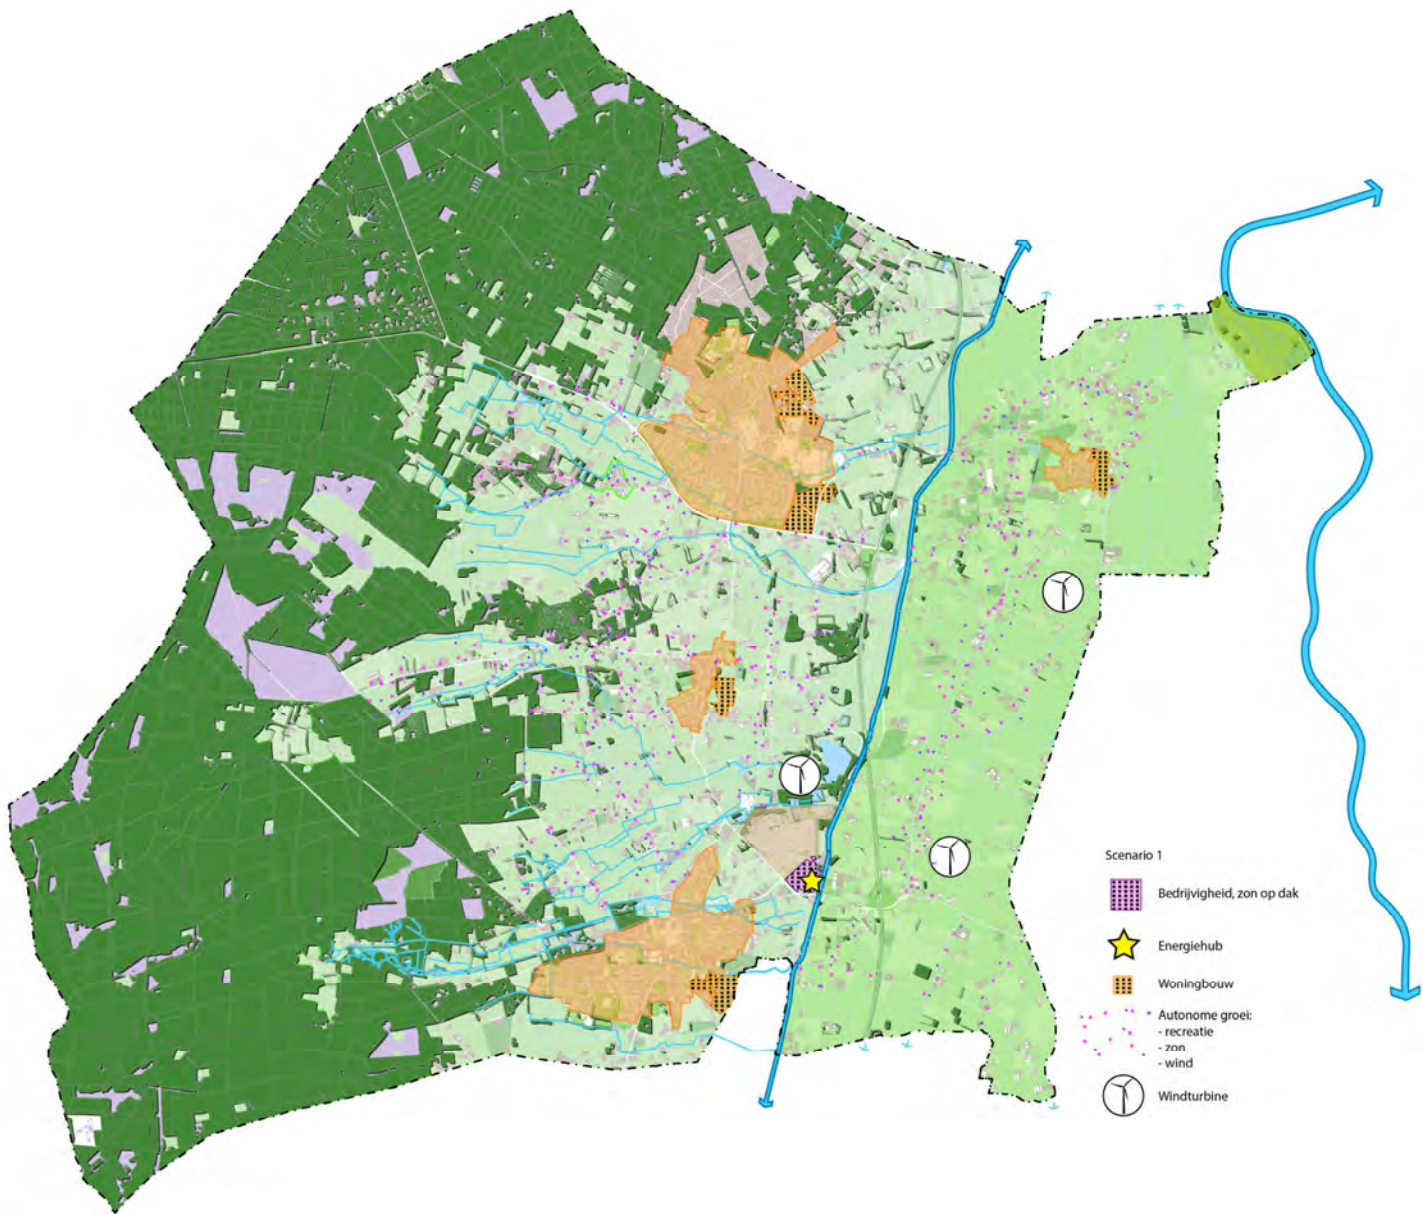 Scenario 1
Bedrijvigheid, zon op dak
Energiehub
Woningbouw
Autonome groei:
- recreatie
- zon
- wind
Windturbine